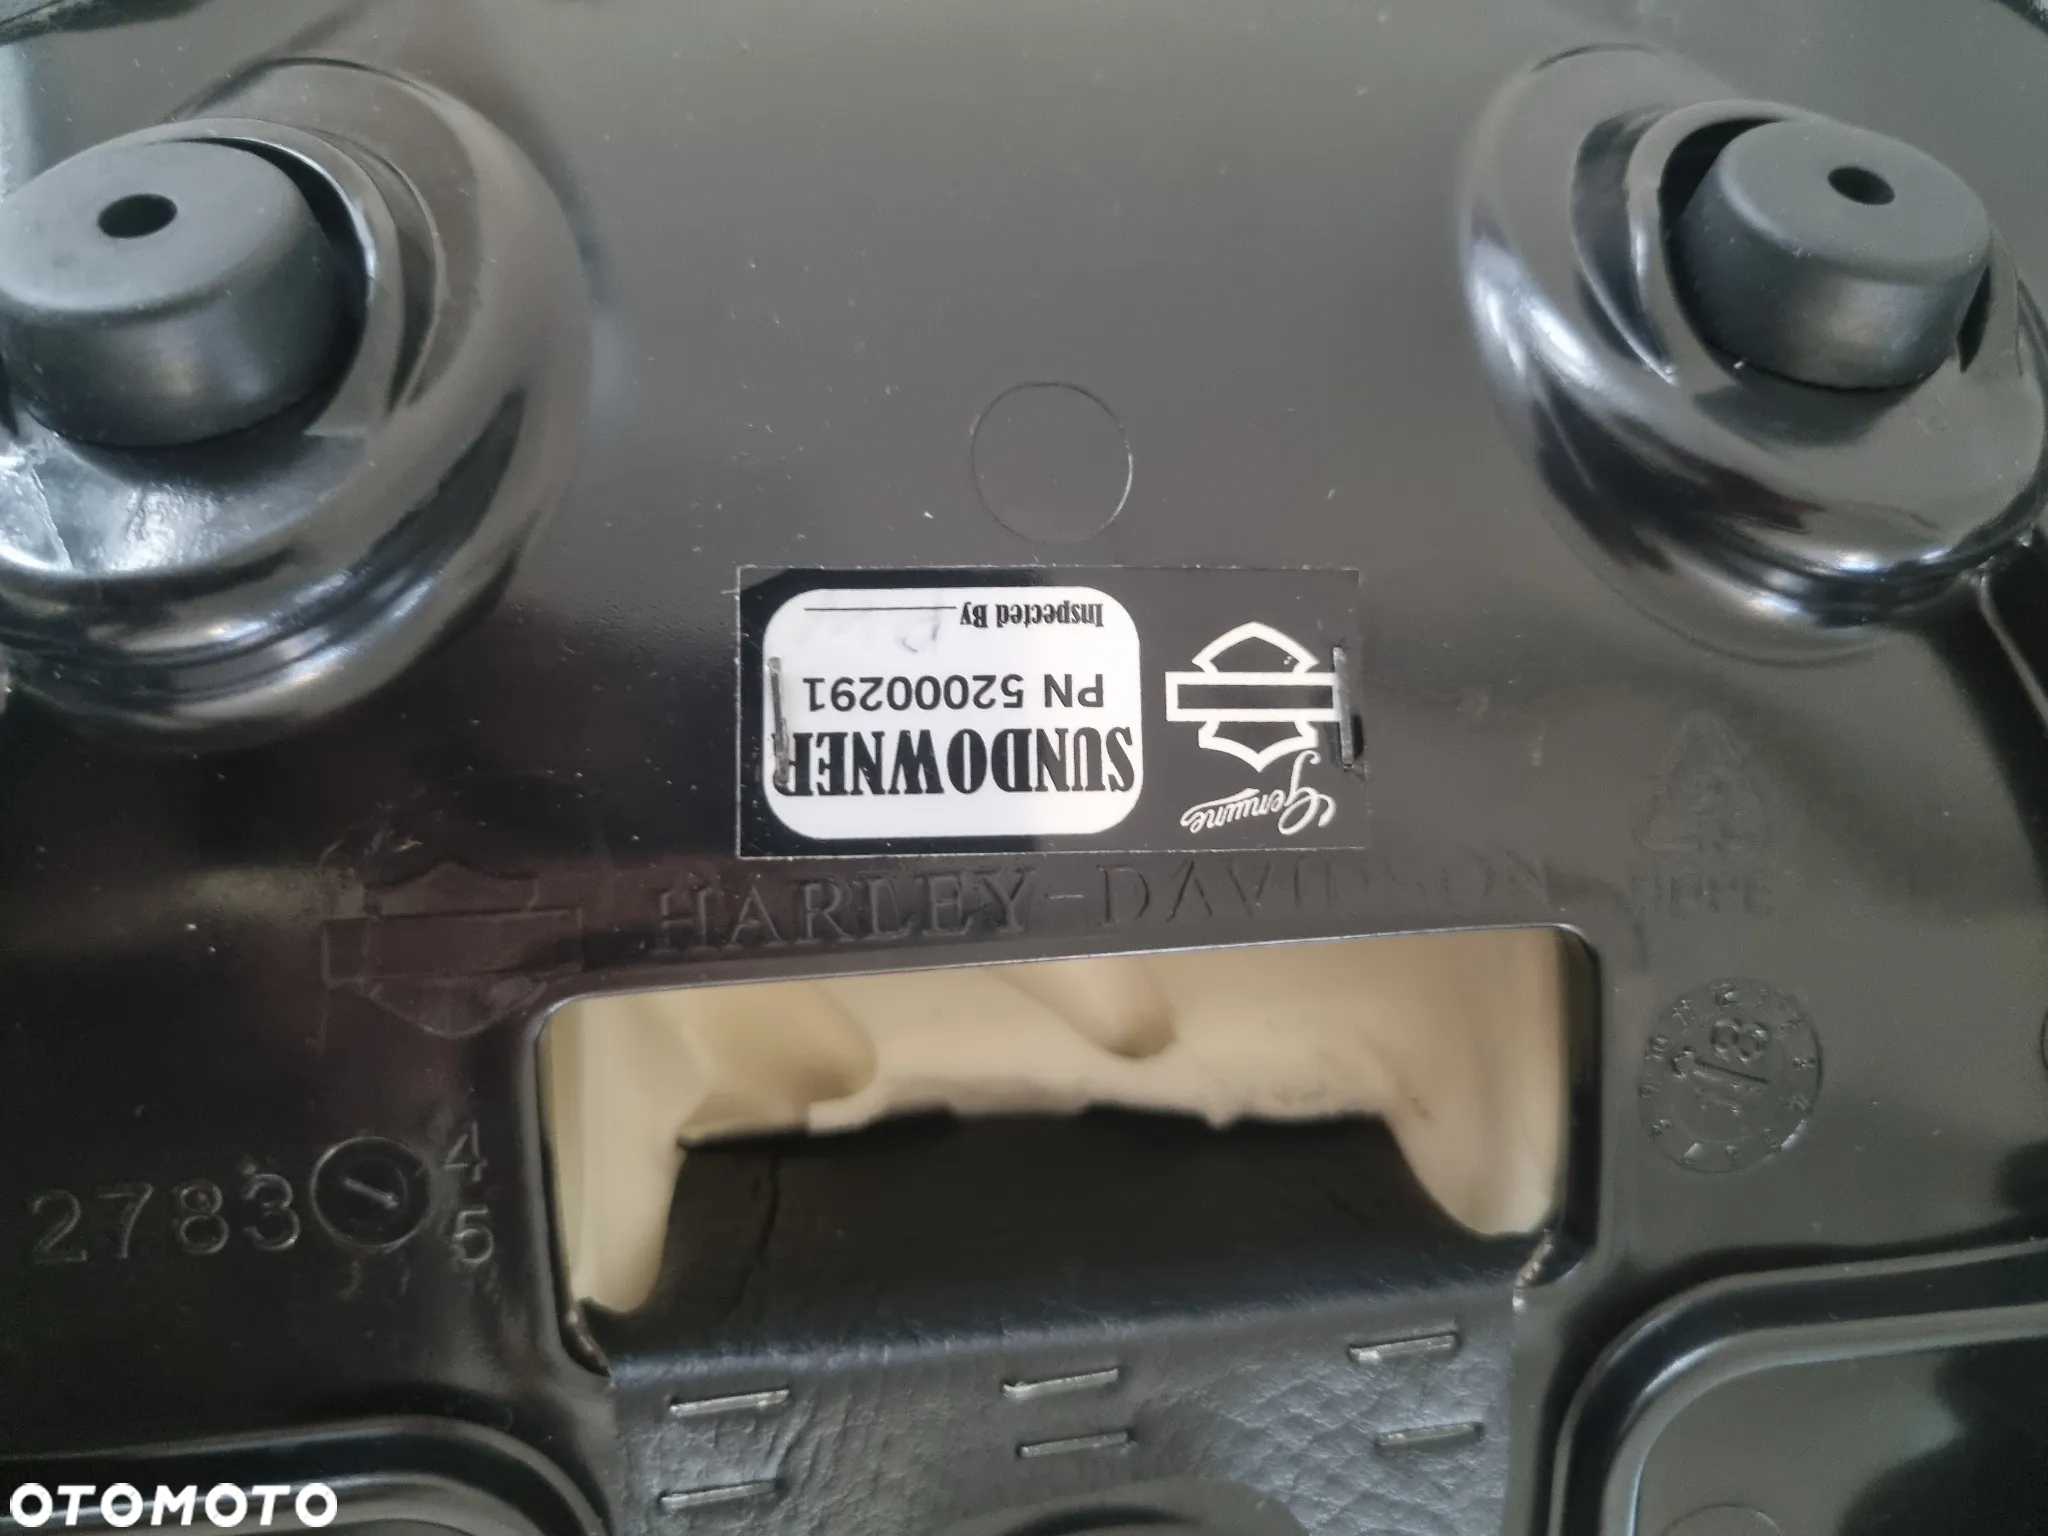 Genuine
SUNDOWNER
PN 52000291
Inspected By
HARLEY-DAVIDSON
2783
4
5
OTOMOTO